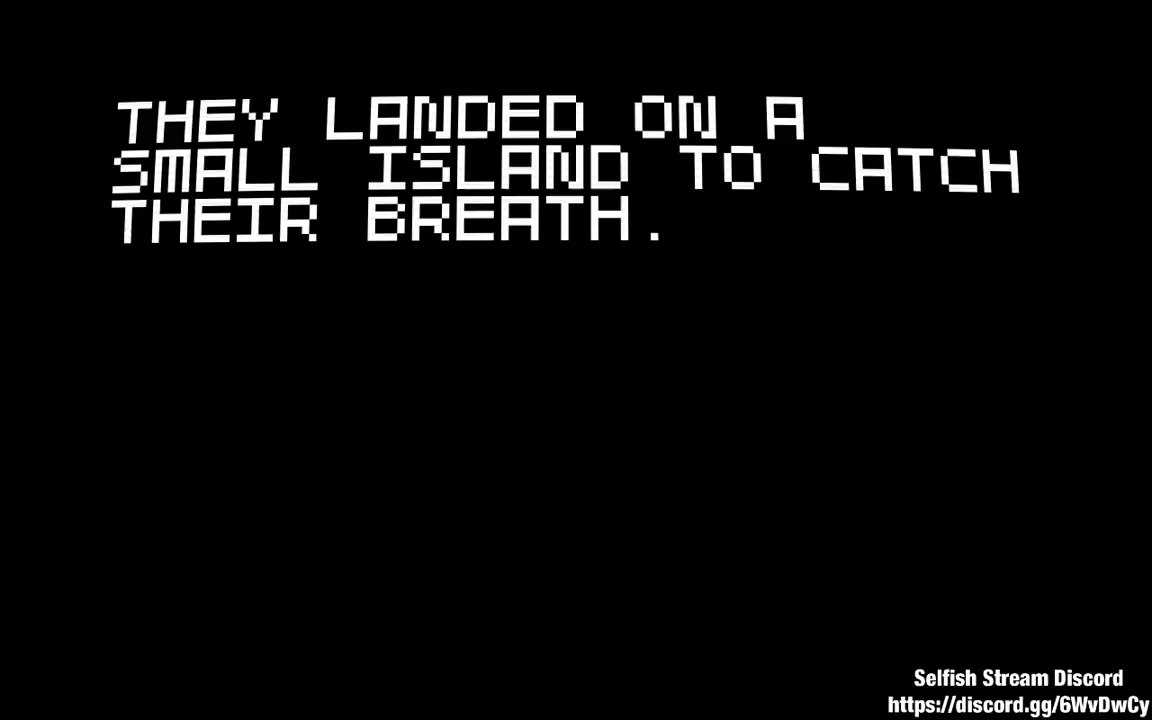 THEY LANDED ON A
SMALL ISLAND TO CATCH
THEIR BREATH.
Selfish Stream Discord
https://discord.gg/6WvDwCy